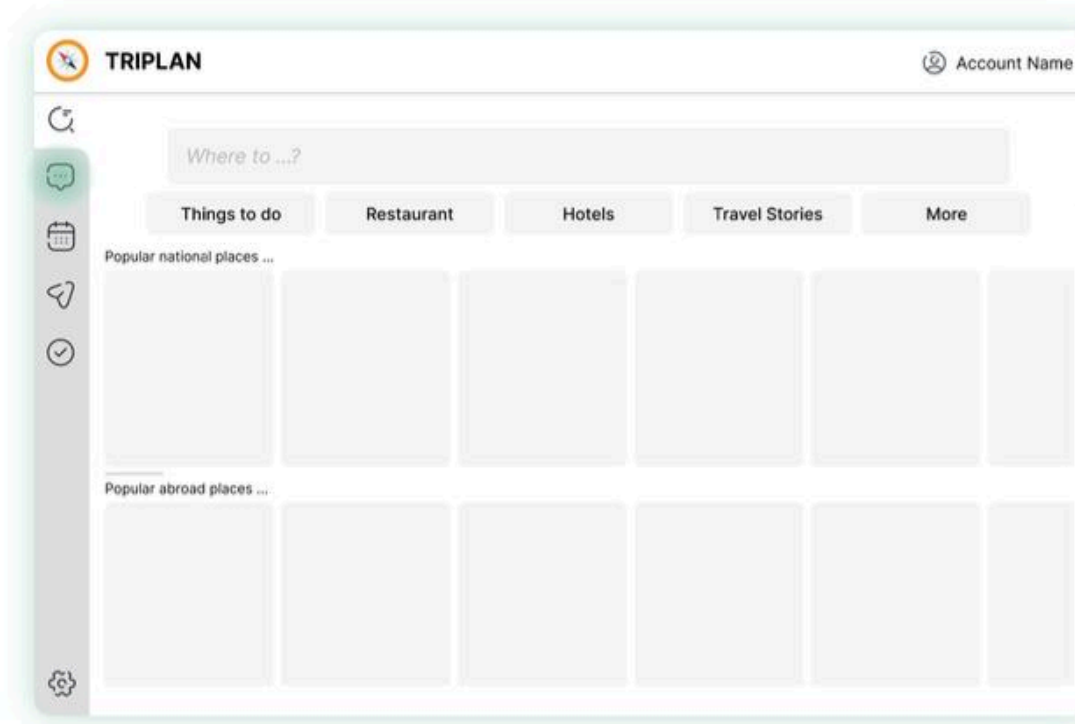 TRIPLAN
Account Name
Where to ...?
Things to do
Restaurant
Hotels
Travel Stories
More
Popular national places ...
Popular abroad places ...